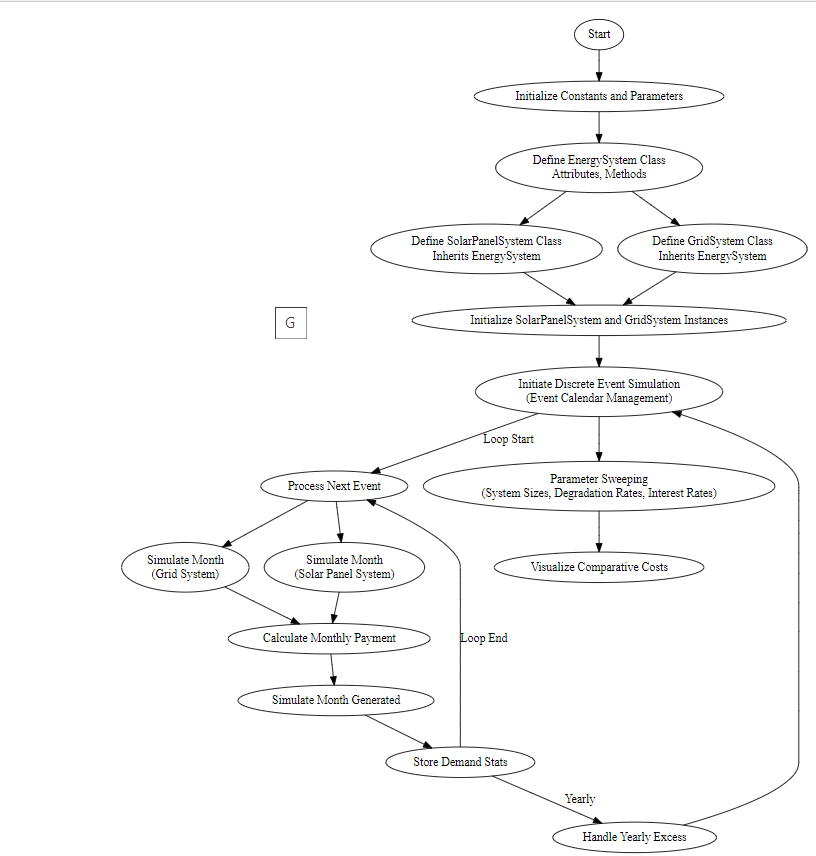 Start
Initialize Constants and Parameters
Define EnergySystem Class
Attributes, Methods
Define SolarPanelSystem Class
Inherits EnergySystem
Define GridSystem Class
Inherits EnergySystem
G
Initialize SolarPanelSystem and GridSystem Instances
Initiate Discrete Event Simulation
(Event Calendar Management)
Loop Start
Process Next Event
Parameter Sweeping
(System Sizes, Degradation Rates, Interest Rates)
Simulate Month
(Grid System)
Simulate Month
(Solar Panel System)
Visualize Comparative Costs
Calculate Monthly Payment
Loop End
Simulate Month Generated
Store Demand Stats
Yearly
Handle Yearly Excess